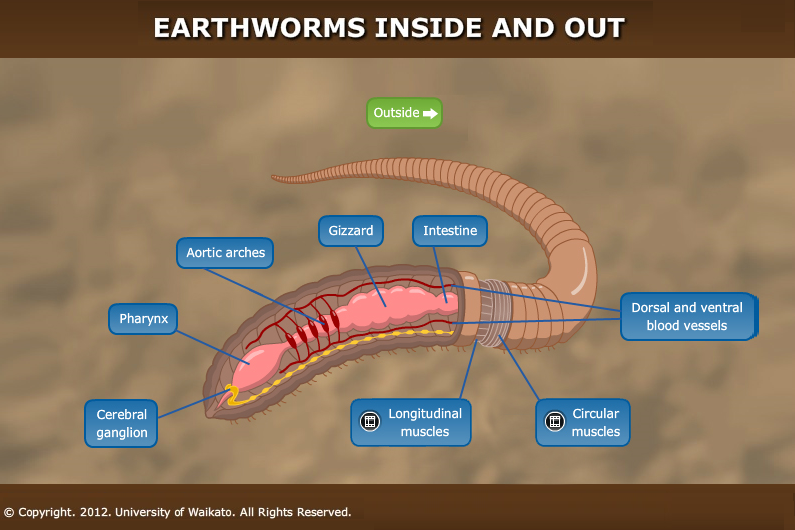 EARTHWORMS INSIDE AND OUT
Outside
Gizzard
Intestine
Aortic arches
Pharynx
Dorsal and ventral
blood vessels
Cerebral
ganglion
Longitudinal
muscles
Circular
muscles
© Copyright. 2012. University of Waikato. All Rights Reserved.